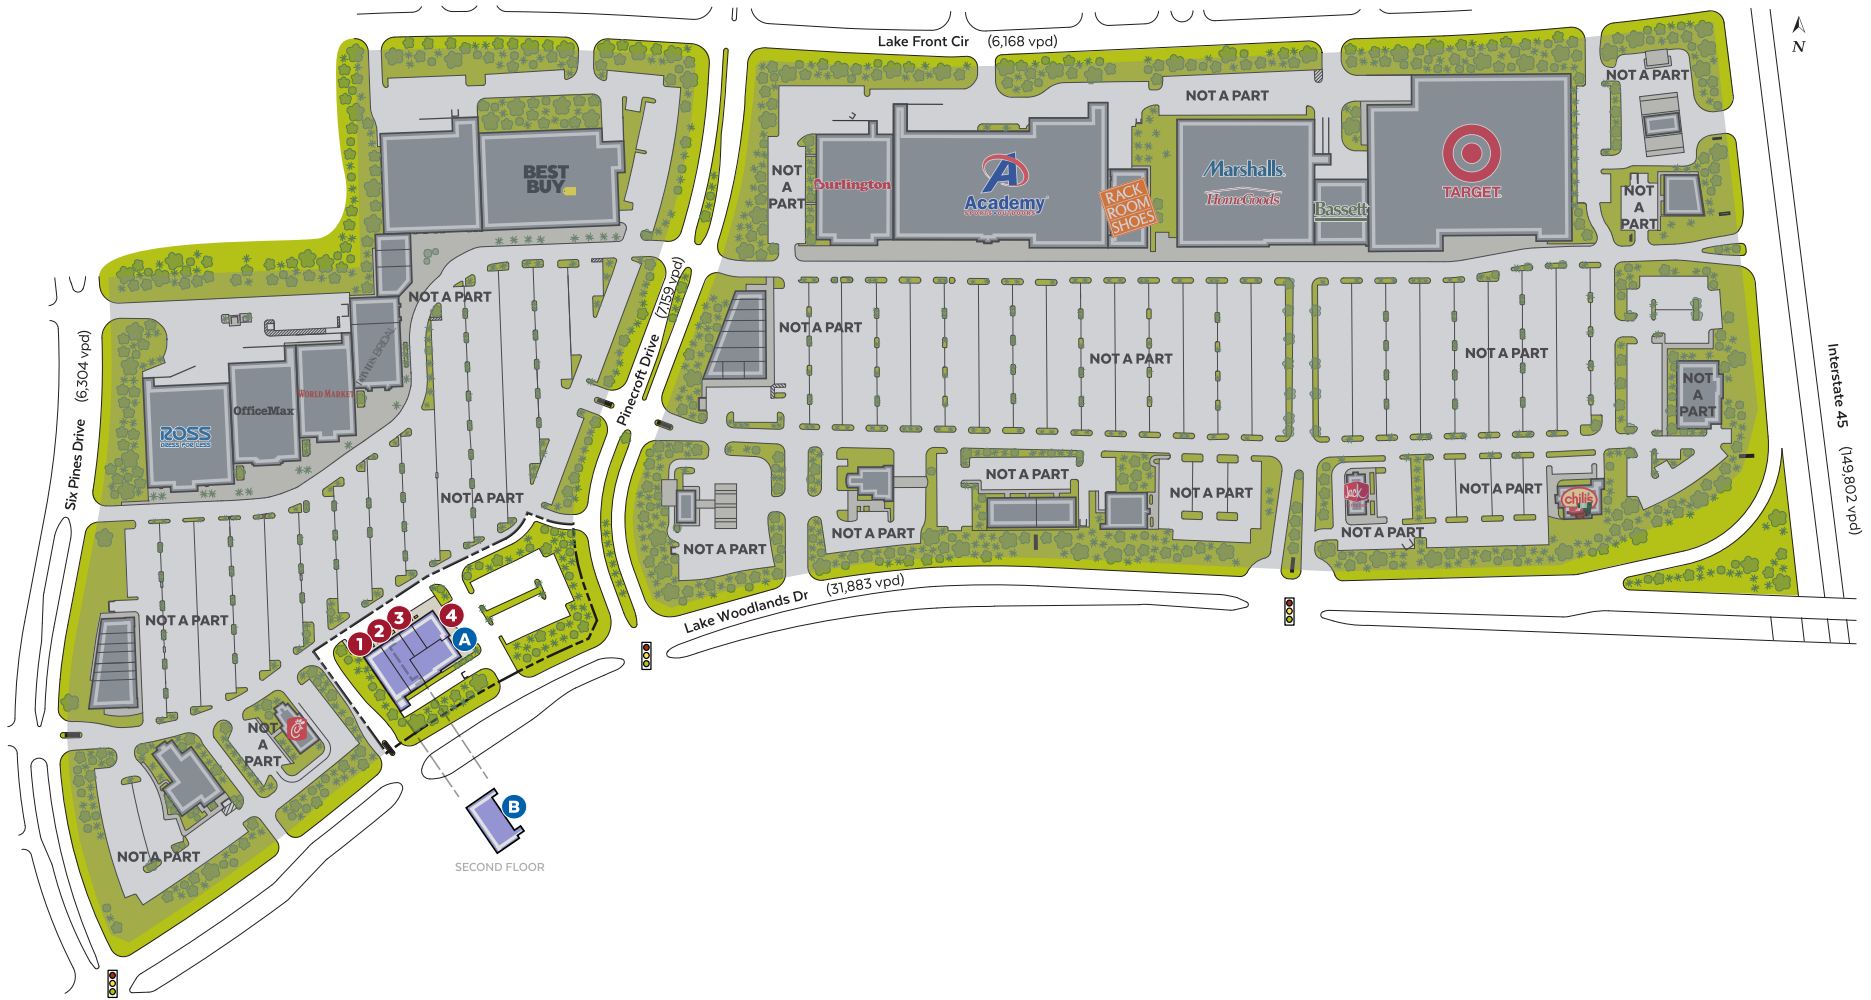 Lake Front Cir (6,168 vpd)
N
NOT A PART
NOT A PART
BEST
BUY
NOT
A
PART
Burlington
Academy
SPORTS+OUTDOORS
RACK
ROOM
SHOES
Marshalls
HomeGoods
Bassett
TARGET
NOT
A
PART
NOT A PART
Pinecroft Drive (7,159 vpd)
NOT A PART
NOT A PART
NOT A PART
Interstate 45 (149,802 vpd)
Six Pines Drive (6,304 vpd)
BRIDAL
WORLD MARKET
OfficeMax
ROSS
DRESS FOR LESS
NOT
A
PART
NOT A PART
NOT A PART
NOT A PART
NOT A PART
Jack
chili's
NOT A PART
NOT A PART
NOT A PART
NOT A PART
Lake Woodlands Dr (31,883 vpd)
NOT A PART
1
2
3
4
A
NOT
A
PART
C
B
NOT A PART
SECOND FLOOR